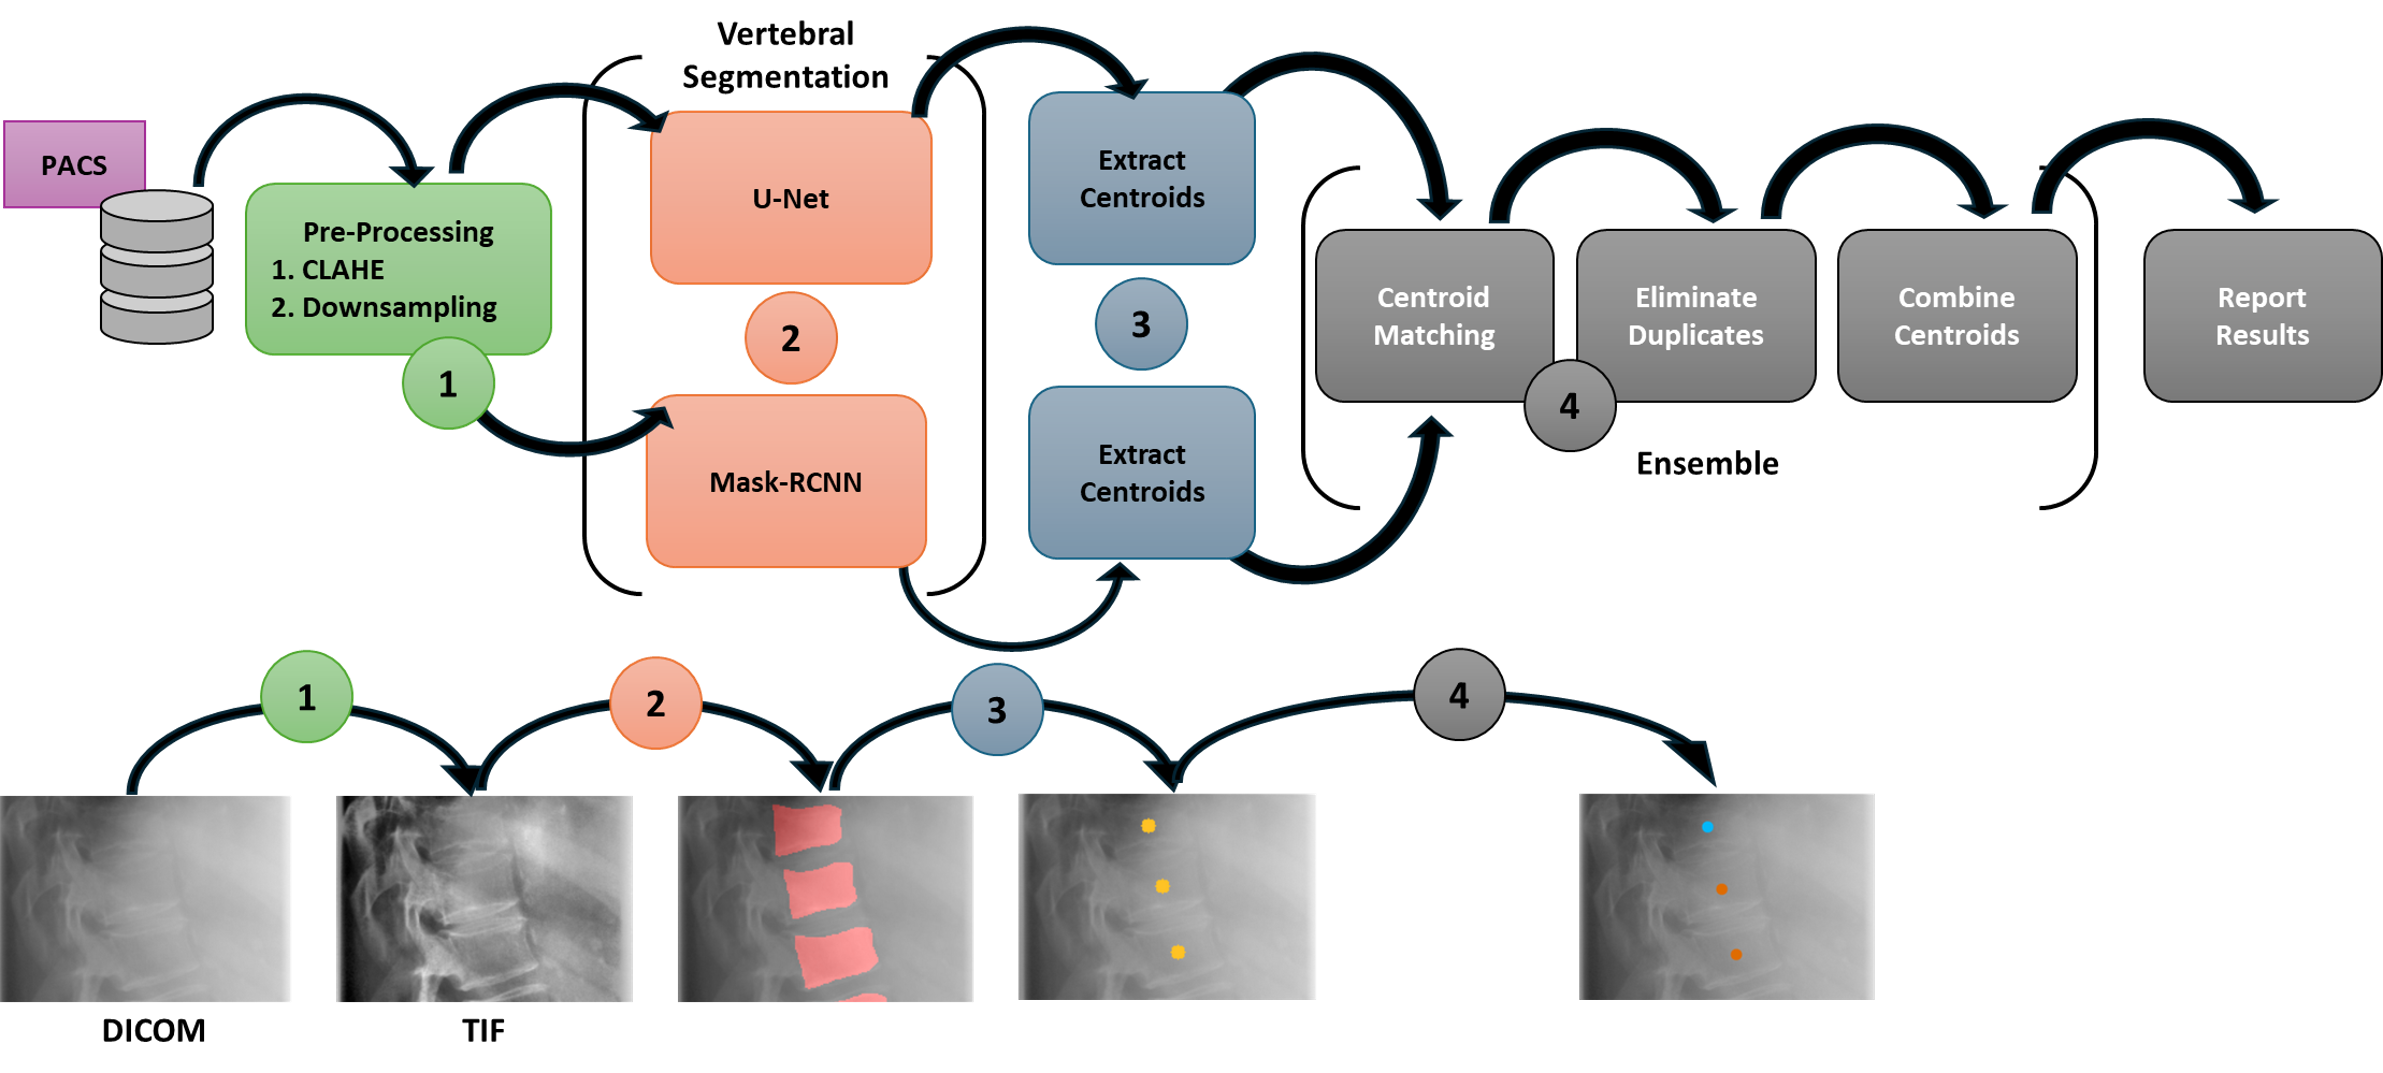 Vertebral
Segmentation
PACS
Pre-Processing
1. CLAHE
2. Downsampling
1
U-Net
2
Mask-RCNN
Extract
Centroids
3
Extract
Centroids
Centroid
Matching
Eliminate
Duplicates
Combine
Centroids
4
Ensemble
Report
Results
1
2
3
4
DICOM
TIF